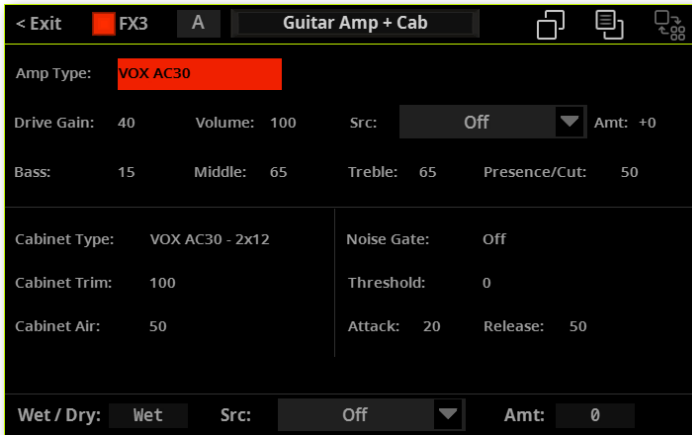 < Exit FX3 A Guitar Amp + Cab
Amp Type: VOX AC30
Drive Gain: 40 Volume: 100 Src: Off Amt: +0
Bass: 15 Middle: 65 Treble: 65 Presence/Cut: 50
Cabinet Type: VOX AC30 - 2x12
Cabinet Trim: 100
Cabinet Air: 50
Noise Gate: Off
Threshold: 0
Attack: 20 Release: 50
Wet / Dry: Wet Src: Off Amt: 0